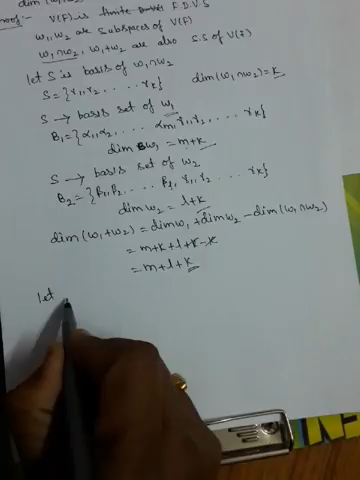 dim (w₁
Proof:- V(F) is finite F.D.V.S
w₁, w₂ are subspaces of V(F)
w₁∩w₂, w₁+w₂ are also S.S of V(F)
let S is basis of w₁∩w₂
S = {γ₁, γ₂, . . . . . γₖ} dim(w₁∩w₂) = k
S → basis set of w₁
B₁ = {α₁, α₂, . . . . αₘ, γ₁, γ₂, . . . . . γₖ}
dim w₁ = m+k
S → basis set of w₂
B₂ = {β₁, β₂ . . . . . βₗ, γ₁, γ₂ . . . . . . γₖ}
dim w₂ = l+k
dim (w₁+w₂) = dim w₁ + dim w₂ - dim (w₁∩w₂)
= m+k+l+k-k
= m+l+k
let
EN